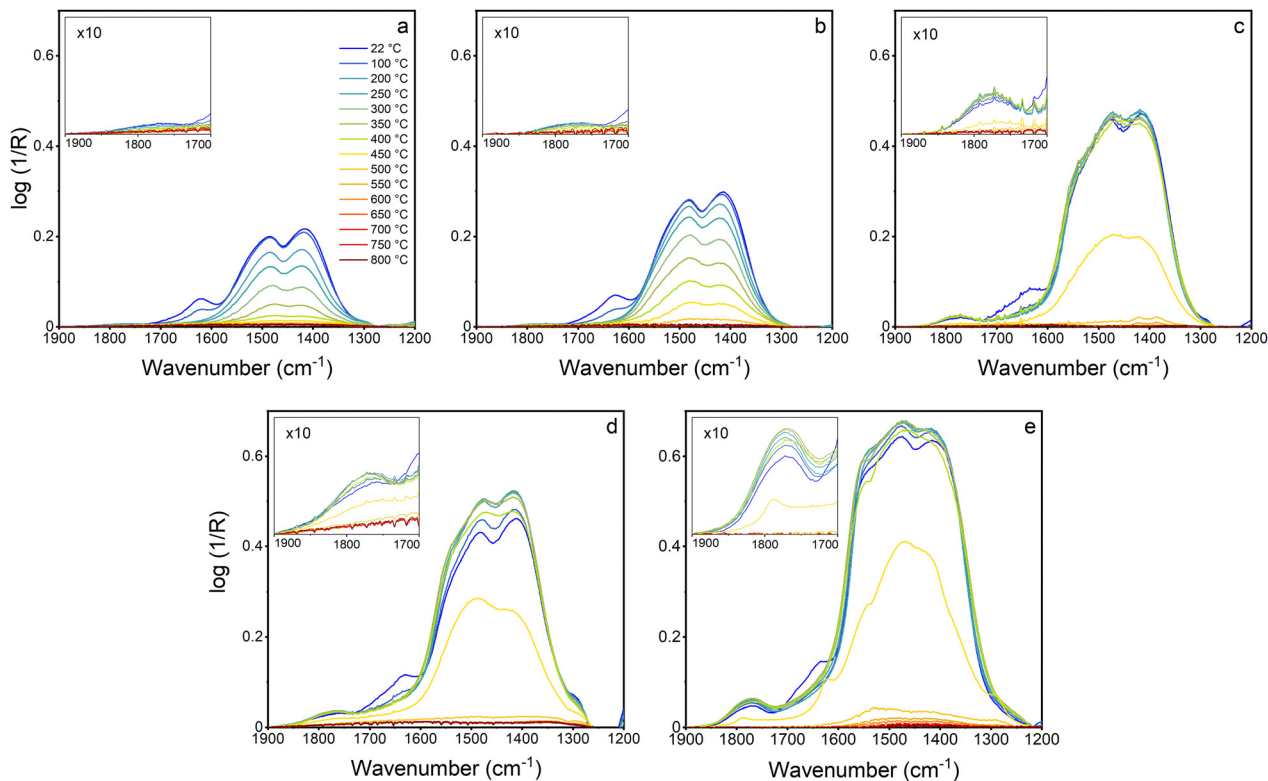 x10
a
22 °C
100 °C
200 °C
250 °C
300 °C
350 °C
400 °C
450 °C
500 °C
550 °C
600 °C
650 °C
700 °C
750 °C
800 °C
1900 1800 1700
0.6
0.4
0.2
0
log (1/R)
1900 1800 1700 1600 1500 1400 1300 1200
Wavenumber (cm⁻¹)
x10
b
1900 1800 1700
0.6
0.4
0.2
0
1900 1800 1700 1600 1500 1400 1300 1200
Wavenumber (cm⁻¹)
x10
c
1900 1800 1700
0.6
0.4
0.2
0
1900 1800 1700 1600 1500 1400 1300 1200
Wavenumber (cm⁻¹)
x10
d
1900 1800 1700
0.6
0.4
0.2
0
log (1/R)
1900 1800 1700 1600 1500 1400 1300 1200
Wavenumber (cm⁻¹)
x10
e
1900 1800 1700
0.6
0.4
0.2
0
1900 1800 1700 1600 1500 1400 1300 1200
Wavenumber (cm⁻¹)